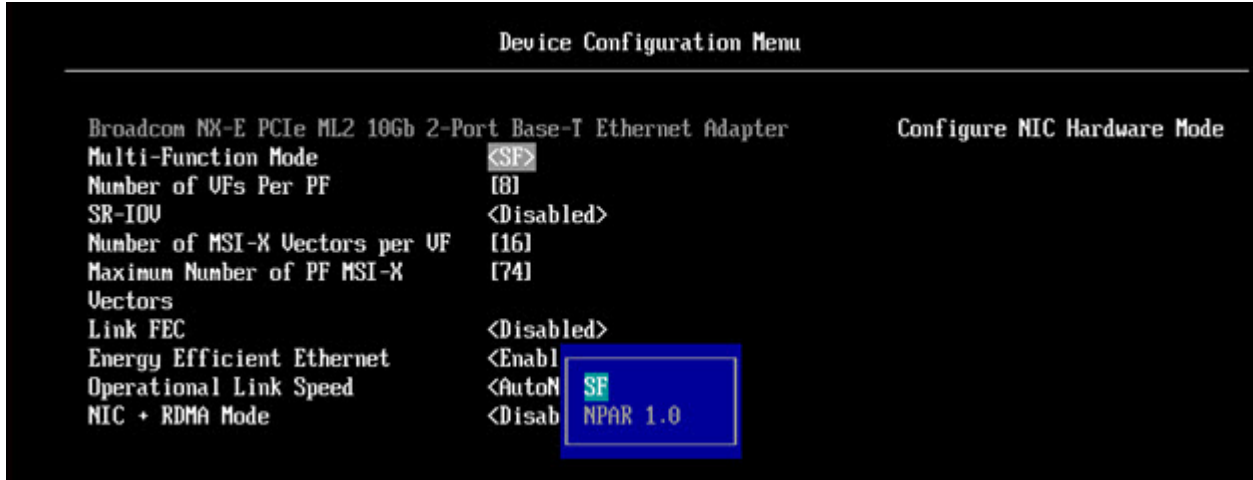 Device Configuration Menu
Broadcom NX-E PCIe ML2 10Gb 2-Port Base-T Ethernet Adapter Configure NIC Hardware Mode
Multi-Function Mode <SF>
Number of VFs Per PF [8]
SR-IOV <Disabled>
Number of MSI-X Vectors per VF [16]
Maximum Number of PF MSI-X [74]
Vectors
Link FEC <Disabled>
Energy Efficient Ethernet <Enabl
Operational Link Speed <AutoN SF
NIC + RDMA Mode <Disab NPAR 1.0